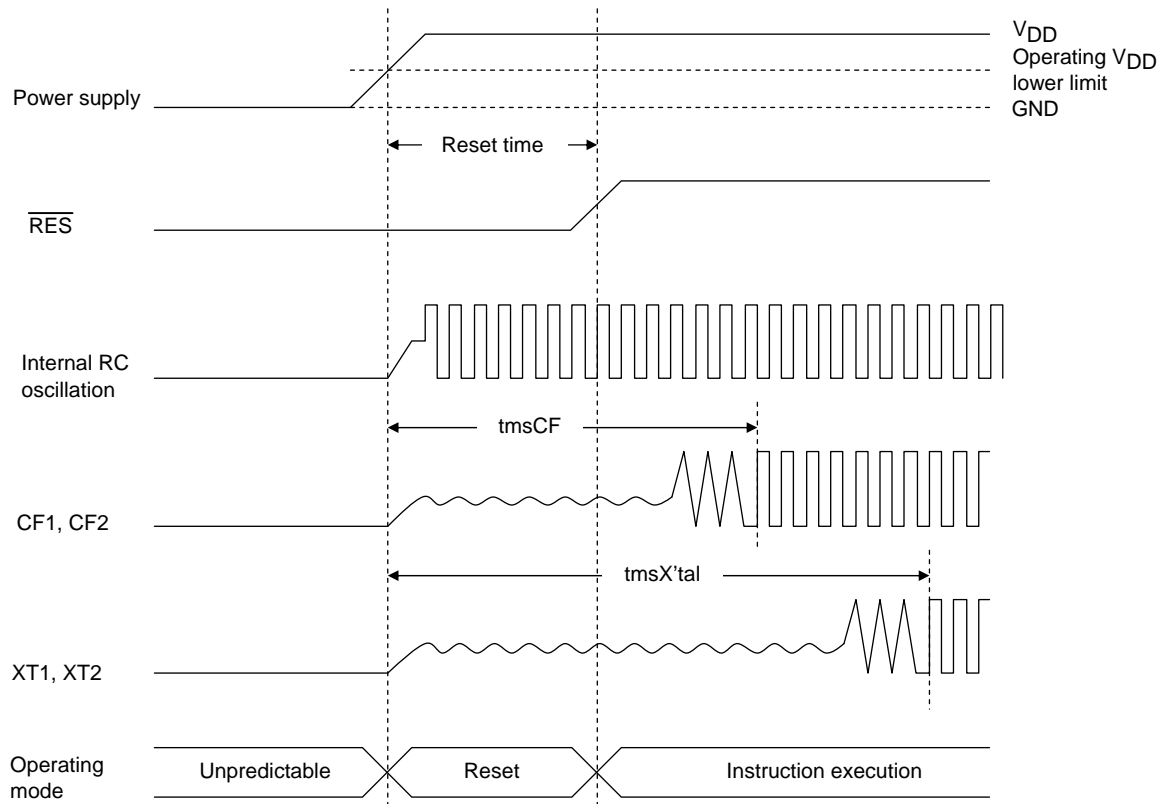 VDD
Operating VDD
lower limit
GND
Power supply
Reset time
RES
Internal RC
oscillation
tmsCF
CF1, CF2
tmsX'tal
XT1, XT2
Operating
mode
Unpredictable
Reset
Instruction execution